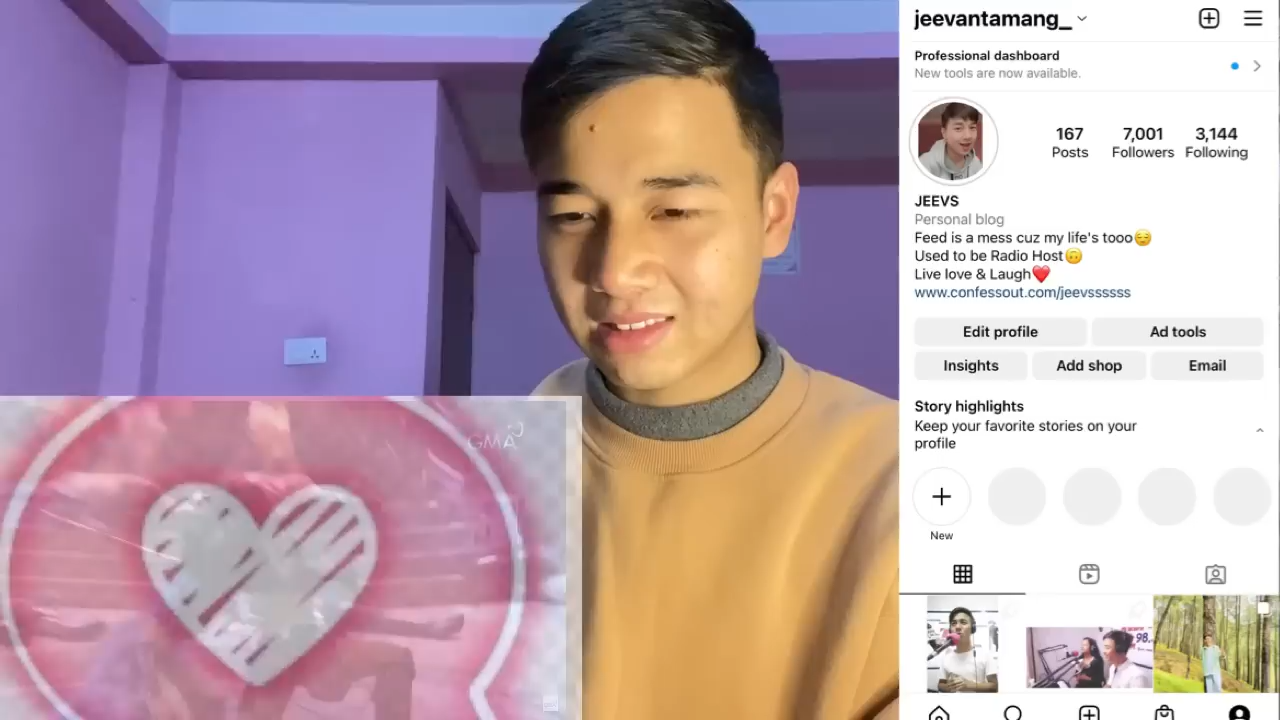 jeevantamang_
Professional dashboard
New tools are now available.
167
Posts
7,001
Followers
3,144
Following
JEEVS
Personal blog
Feed is a mess cuz my life's tooo😌
Used to be Radio Host🙃
Live love & Laugh❤️
www.confessout.com/jeevssssss
Edit profile
Ad tools
Insights
Add shop
Email
Story highlights
Keep your favorite stories on your
profile
New
98.
GMA